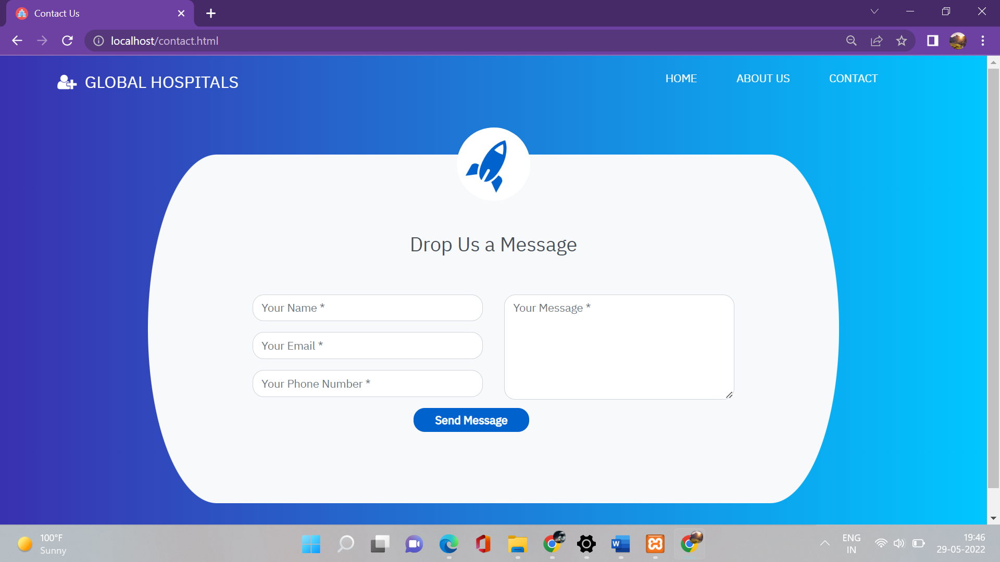 Contact Us
localhost/contact.html
GLOBAL HOSPITALS
HOME
ABOUT US
CONTACT
Drop Us a Message
Your Name *
Your Message *
Your Email *
Your Phone Number *
Send Message
100°F
Sunny
W
ENG
IN
19:46
29-05-2022